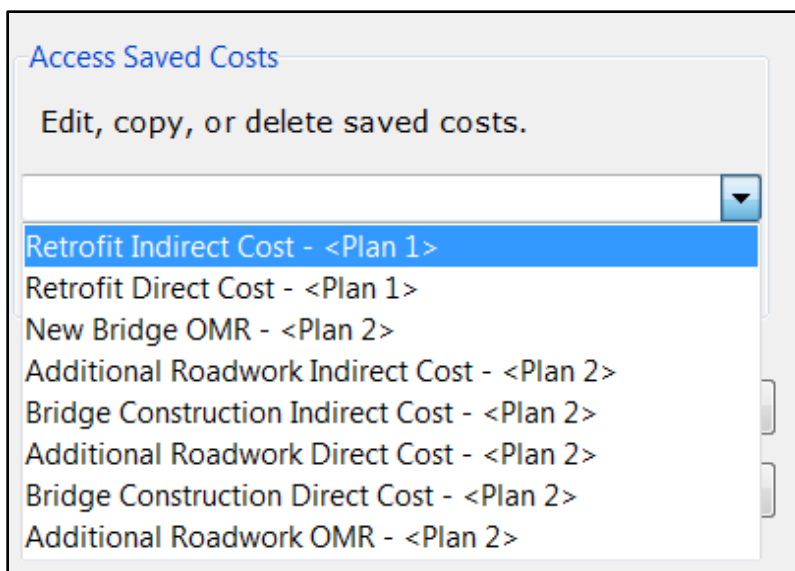 Access Saved Costs
Edit, copy, or delete saved costs.
Retrofit Indirect Cost - <Plan 1>
Retrofit Direct Cost - <Plan 1>
New Bridge OMR - <Plan 2>
Additional Roadwork Indirect Cost - <Plan 2>
Bridge Construction Indirect Cost - <Plan 2>
Additional Roadwork Direct Cost - <Plan 2>
Bridge Construction Direct Cost - <Plan 2>
Additional Roadwork OMR - <Plan 2>